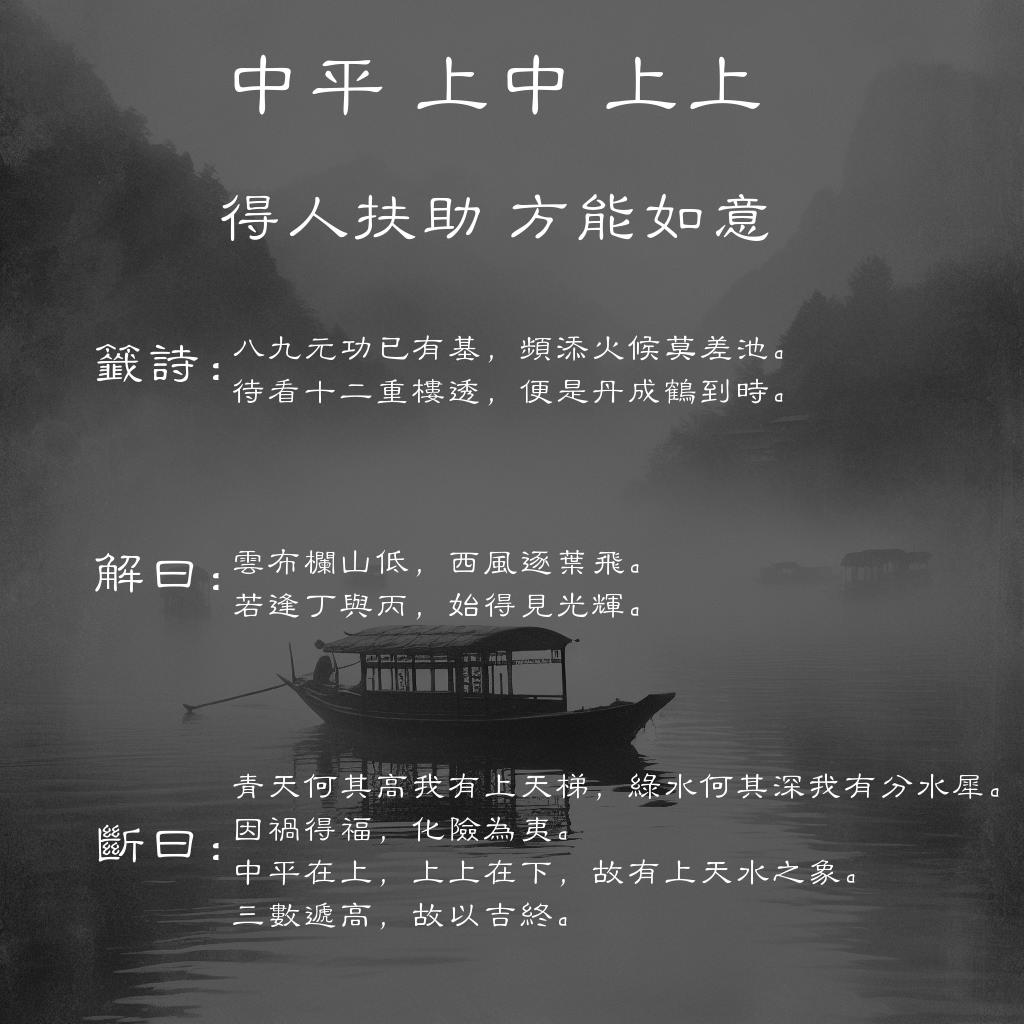 中平 上中 上上
得人扶助 方能如意
籤詩：
八九元功已有基，頻添火候莫差池。
待看十二重樓透，便是丹成鶴到時。
解曰：
雲布欄山低，西風逐葉飛。
若逢丁與丙，始得見光輝。
斷曰：
青天何其高我有上天梯，綠水何其深我有分水犀。
因禍得福，化險為夷。
中平在上，上上在下，故有上天水之象。
三數遞高，故以吉終。